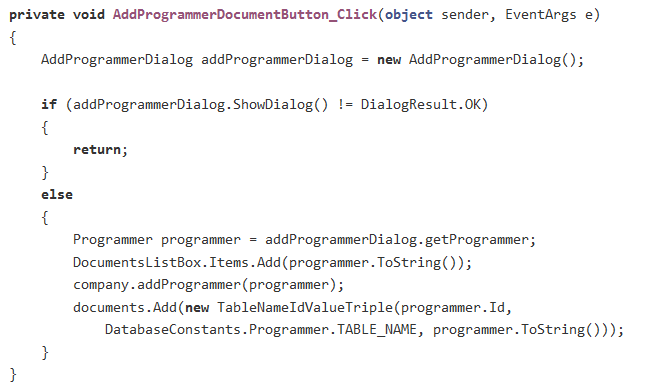 private void AddProgrammerDocumentButton_Click(object sender, EventArgs e)
{
    AddProgrammerDialog addProgrammerDialog = new AddProgrammerDialog();

    if (addProgrammerDialog.ShowDialog() != DialogResult.OK)
    {
        return;
    }
    else
    {
        Programmer programmer = addProgrammerDialog.getProgrammer;
        DocumentsListBox.Items.Add(programmer.ToString());
        company.addProgrammer(programmer);
        documents.Add(new TableNameIdValueTriple(programmer.Id,
            DatabaseConstants.Programmer.TABLE_NAME, programmer.ToString()));
    }
}